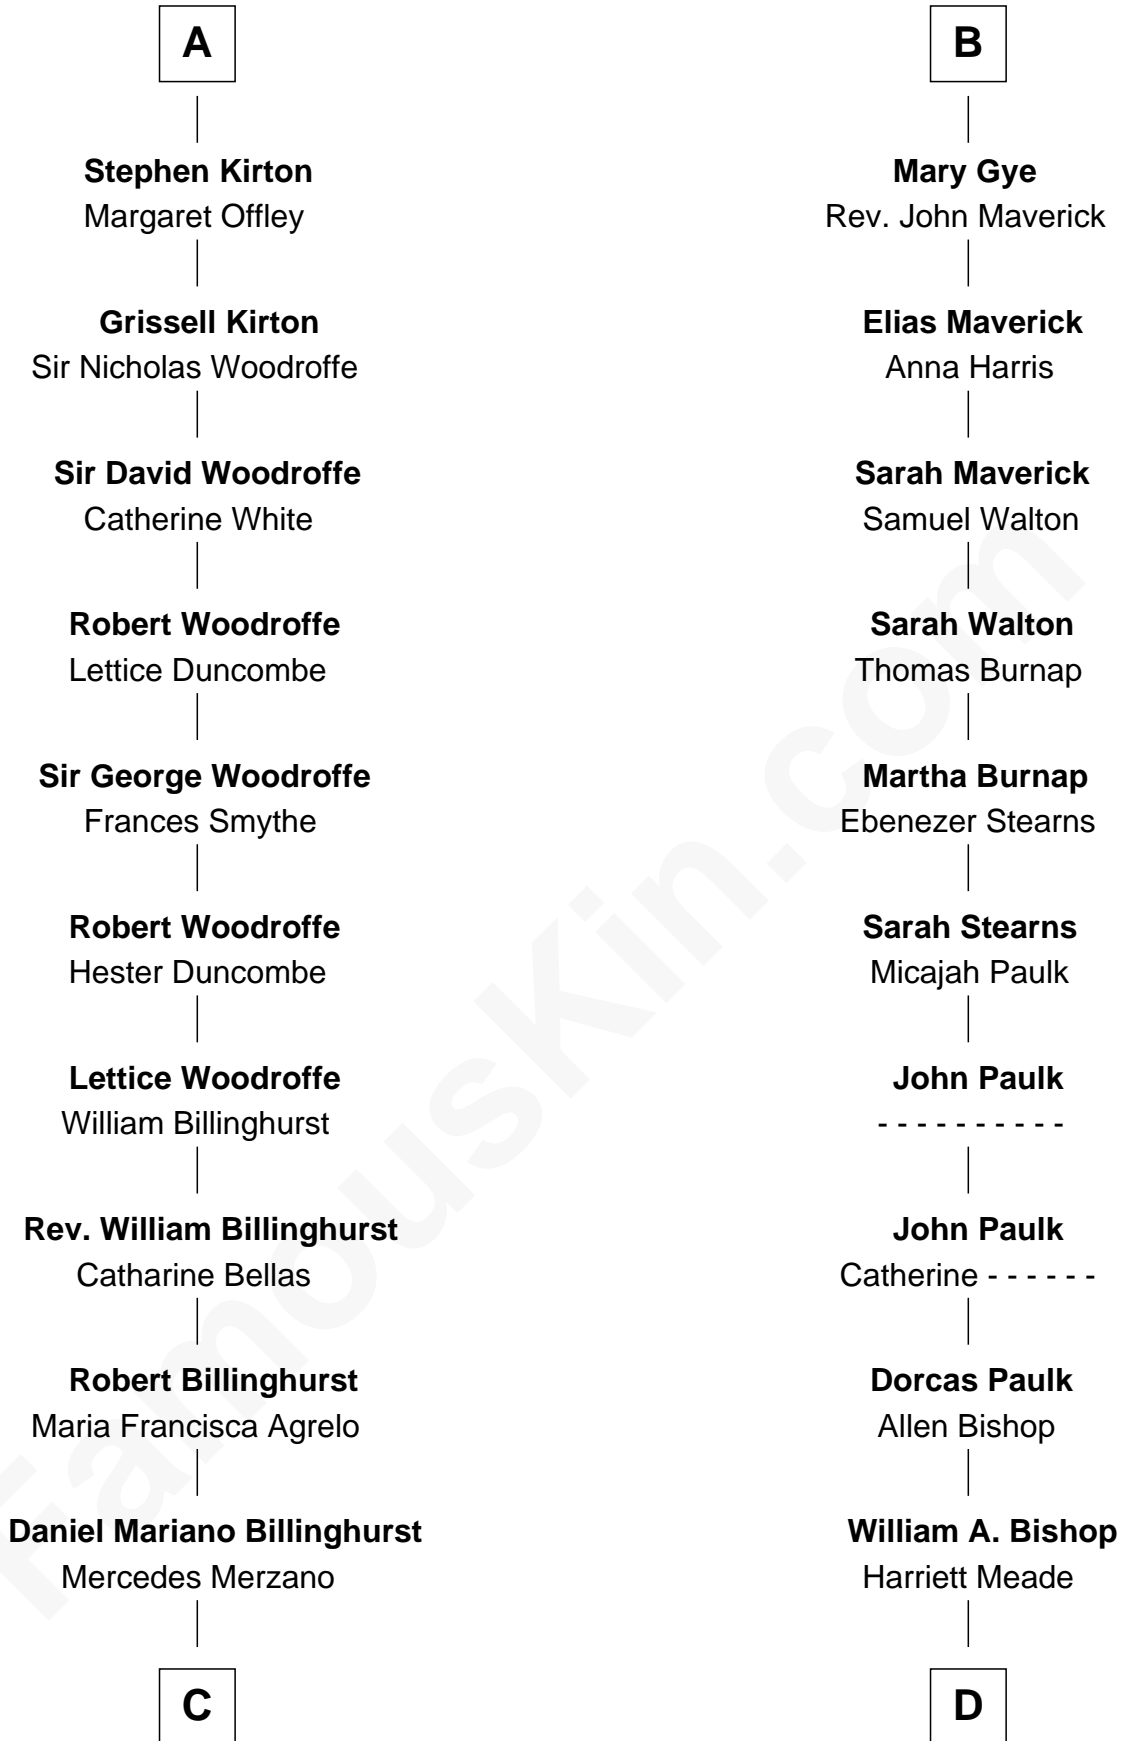 A
Stephen Kirton
Margaret Offley
Grissell Kirton
Sir Nicholas Woodroffe
Sir David Woodroffe
Catherine White
Robert Woodroffe
Lettice Duncombe
Sir George Woodroffe
Frances Smythe
Robert Woodroffe
Hester Duncombe
Lettice Woodroffe
William Billinghurst
Rev. William Billinghurst
Catharine Bellas
Robert Billinghurst
Maria Francisca Agrelo
Daniel Mariano Billinghurst
Mercedes Merzano
C
B
Mary Gye
Rev. John Maverick
Elias Maverick
Anna Harris
Sarah Maverick
Samuel Walton
Sarah Walton
Thomas Burnap
Martha Burnap
Ebenezer Stearns
Sarah Stearns
Micajah Paulk
John Paulk
- - - - - - - - - -
John Paulk
Catherine - - - - - -
Dorcas Paulk
Allen Bishop
William A. Bishop
Harriett Meade
D
FamousKin.com